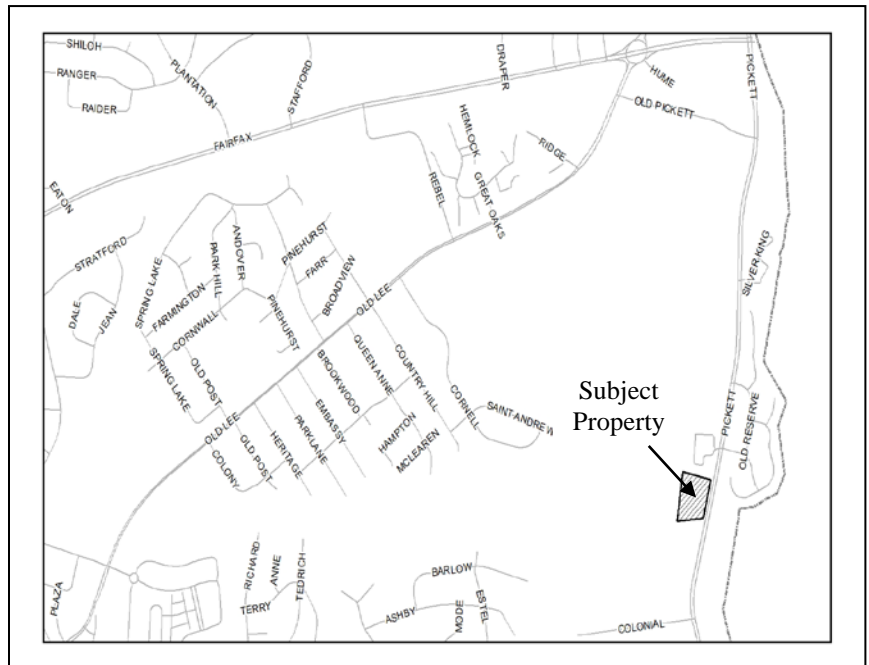 SHILOH
RANGER
RAIDER
PLANTATION
STAFFORD
FAIRFAX
DRAPER
HUME
OLD PICKETT
PICKETT
EATON
HEMLOCK
RIDGE
REBEL
GREAT OAKS
STRATFORD
DALE
JEAN
SPRING LAKE
PARK HILL
ANDOVER
PINEHURST
FARR
BROADVIEW
FARMINGTON
CORNWALL
PINEHURST
OLD LEE
SILVER KING
SPRING LAKE
OLD POST
BROOKWOOD
QUEEN ANNE
COUNTRY HILL
CORNELL
SAINT ANDREW
OLD LEE
COLONY
OLD POST
HERITAGE
PARKLANE
EMBASSY
HAMPTON
MCLEAREN
Subject
Property
PICKETT
OLD RESERVE
PLAZA
RICHARD
ANNE
TEDRICH
TERRY
BARLOW
ASHBY
MODE
ESTEL
COLONIAL